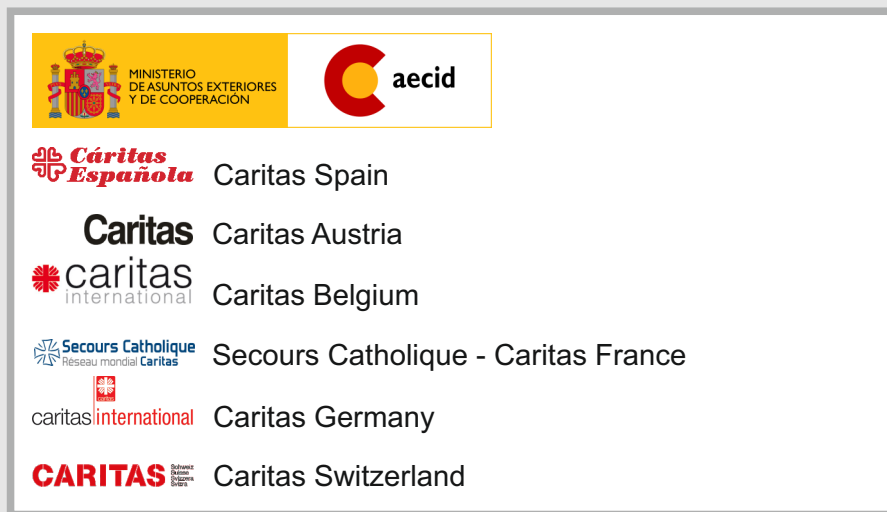 MINISTERIO
DE ASUNTOS EXTERIORES
Y DE COOPERACIÓN
aecid
Cáritas
Española
Caritas Spain
Caritas
Caritas Austria
caritas
international
Caritas Belgium
Secours Catholique
Réseau mondial Caritas
Secours Catholique - Caritas France
caritas international
Caritas Germany
CARITAS
Schweiz
Suisse
Svizzera
Svizra
Caritas Switzerland